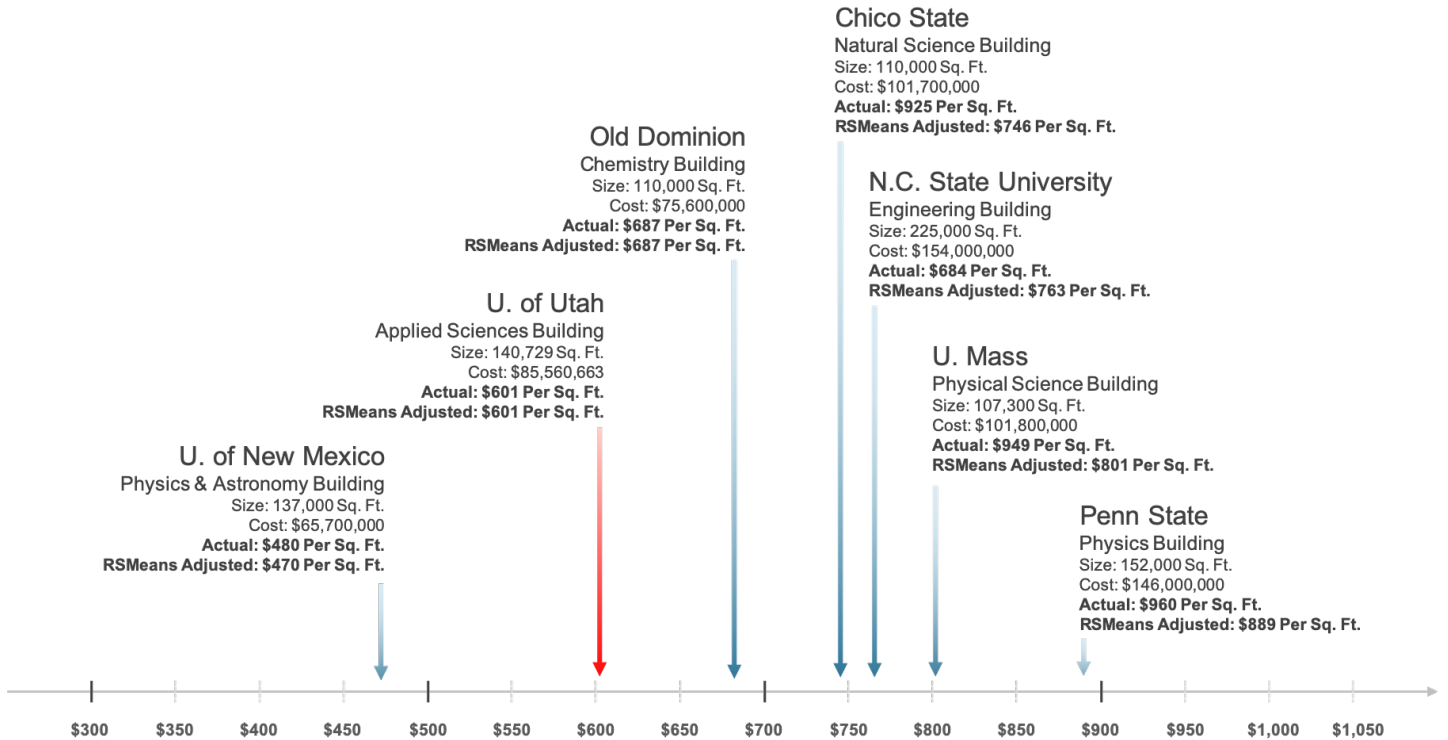 Chico State
Natural Science Building
Size: 110,000 Sq. Ft.
Cost: $101,700,000
Actual: $925 Per Sq. Ft.
RSMeans Adjusted: $746 Per Sq. Ft.
Old Dominion
Chemistry Building
Size: 110,000 Sq. Ft.
Cost: $75,600,000
Actual: $687 Per Sq. Ft.
RSMeans Adjusted: $687 Per Sq. Ft.
N.C. State University
Engineering Building
Size: 225,000 Sq. Ft.
Cost: $154,000,000
Actual: $684 Per Sq. Ft.
RSMeans Adjusted: $763 Per Sq. Ft.
U. of Utah
Applied Sciences Building
Size: 140,729 Sq. Ft.
Cost: $85,560,663
Actual: $601 Per Sq. Ft.
RSMeans Adjusted: $601 Per Sq. Ft.
U. Mass
Physical Science Building
Size: 107,300 Sq. Ft.
Cost: $101,800,000
Actual: $949 Per Sq. Ft.
RSMeans Adjusted: $801 Per Sq. Ft.
U. of New Mexico
Physics & Astronomy Building
Size: 137,000 Sq. Ft.
Cost: $65,700,000
Actual: $480 Per Sq. Ft.
RSMeans Adjusted: $470 Per Sq. Ft.
Penn State
Physics Building
Size: 152,000 Sq. Ft.
Cost: $146,000,000
Actual: $960 Per Sq. Ft.
RSMeans Adjusted: $889 Per Sq. Ft.
$300 $350 $400 $450 $500 $550 $600 $650 $700 $750 $800 $850 $900 $950 $1,000 $1,050